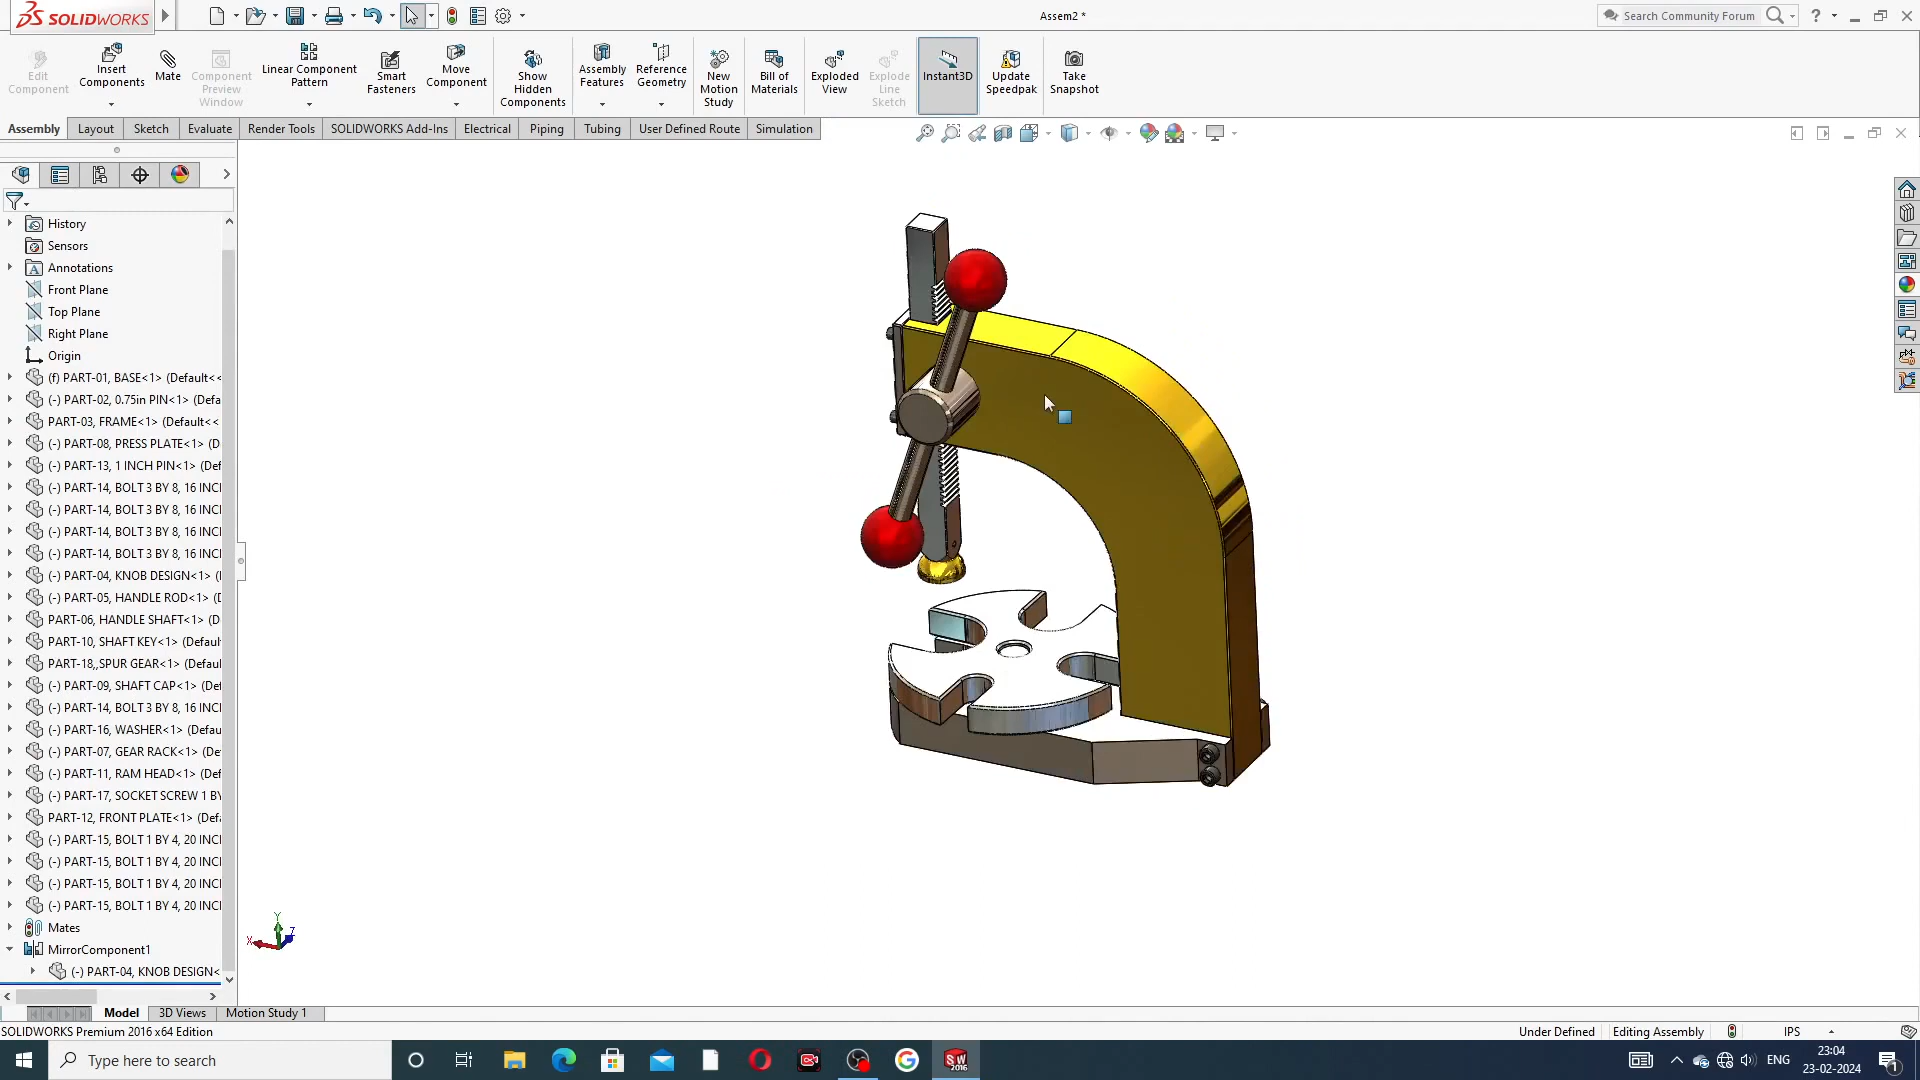 SOLIDWORKS
Assem2 *
Search Community Forum
Edit Component
Insert Components
Mate
Component Preview Window
Linear Component Pattern
Smart Fasteners
Move Component
Show Hidden Components
Assembly Features
Reference Geometry
New Motion Study
Bill of Materials
Exploded View
Explode Line Sketch
Instant3D
Update Speedpak
Take Snapshot
Assembly Layout Sketch Evaluate Render Tools SOLIDWORKS Add-Ins Electrical Piping Tubing User Defined Route Simulation
History
Sensors
Annotations
Front Plane
Top Plane
Right Plane
Origin
(f) PART-01, BASE<1> (Default<<
(-) PART-02, 0.75in PIN<1> (Defa
PART-03, FRAME<1> (Default<<
(-) PART-08, PRESS PLATE<1> (D
(-) PART-13, 1 INCH PIN<1> (Def
(-) PART-14, BOLT 3 BY 8, 16 INCI
(-) PART-14, BOLT 3 BY 8, 16 INCI
(-) PART-14, BOLT 3 BY 8, 16 INCI
(-) PART-14, BOLT 3 BY 8, 16 INCI
(-) PART-04, KNOB DESIGN<1> (I
(-) PART-05, HANDLE ROD<1> (D
(-) PART-06, HANDLE SHAFT<1> (D
(-) PART-10, SHAFT KEY<1> (Defaul
(-) PART-18,,SPUR GEAR<1> (Defau
(-) PART-09, SHAFT CAP<1> (Def
(-) PART-14, BOLT 3 BY 8, 16 INCI
(-) PART-16, WASHER<1> (Defau
(-) PART-07, GEAR RACK<1> (De
(-) PART-11, RAM HEAD<1> (Def
(-) PART-17, SOCKET SCREW 1 BY
(-) PART-12, FRONT PLATE<1> (Defa
(-) PART-15, BOLT 1 BY 4, 20 INCI
(-) PART-15, BOLT 1 BY 4, 20 INCI
(-) PART-15, BOLT 1 BY 4, 20 INCI
(-) PART-15, BOLT 1 BY 4, 20 INCI
Mates
MirrorComponent1
(-) PART-04, KNOB DESIGN<
Y
X
Z
Model 3D Views Motion Study 1
SOLIDWORKS Premium 2016 x64 Edition
Under Defined Editing Assembly IPS
Type here to search
SW
2016
ENG
23:04
23-02-2024
1